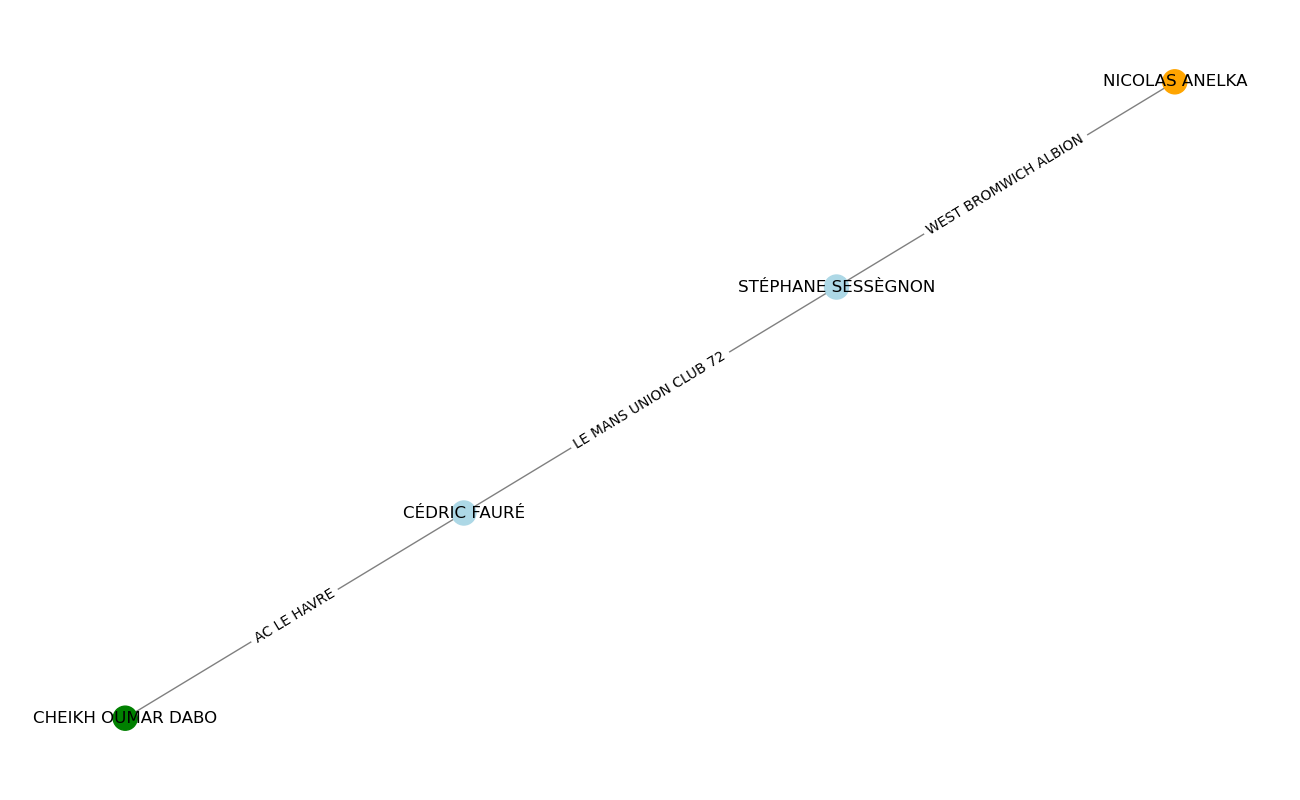 NICOLAS ANELKA
WEST BROMWICH ALBION
STÉPHANE SESSÈGNON
LE MANS UNION CLUB 72
CÉDRIC FAURÉ
AC LE HAVRE
CHEIKH OUMAR DABO